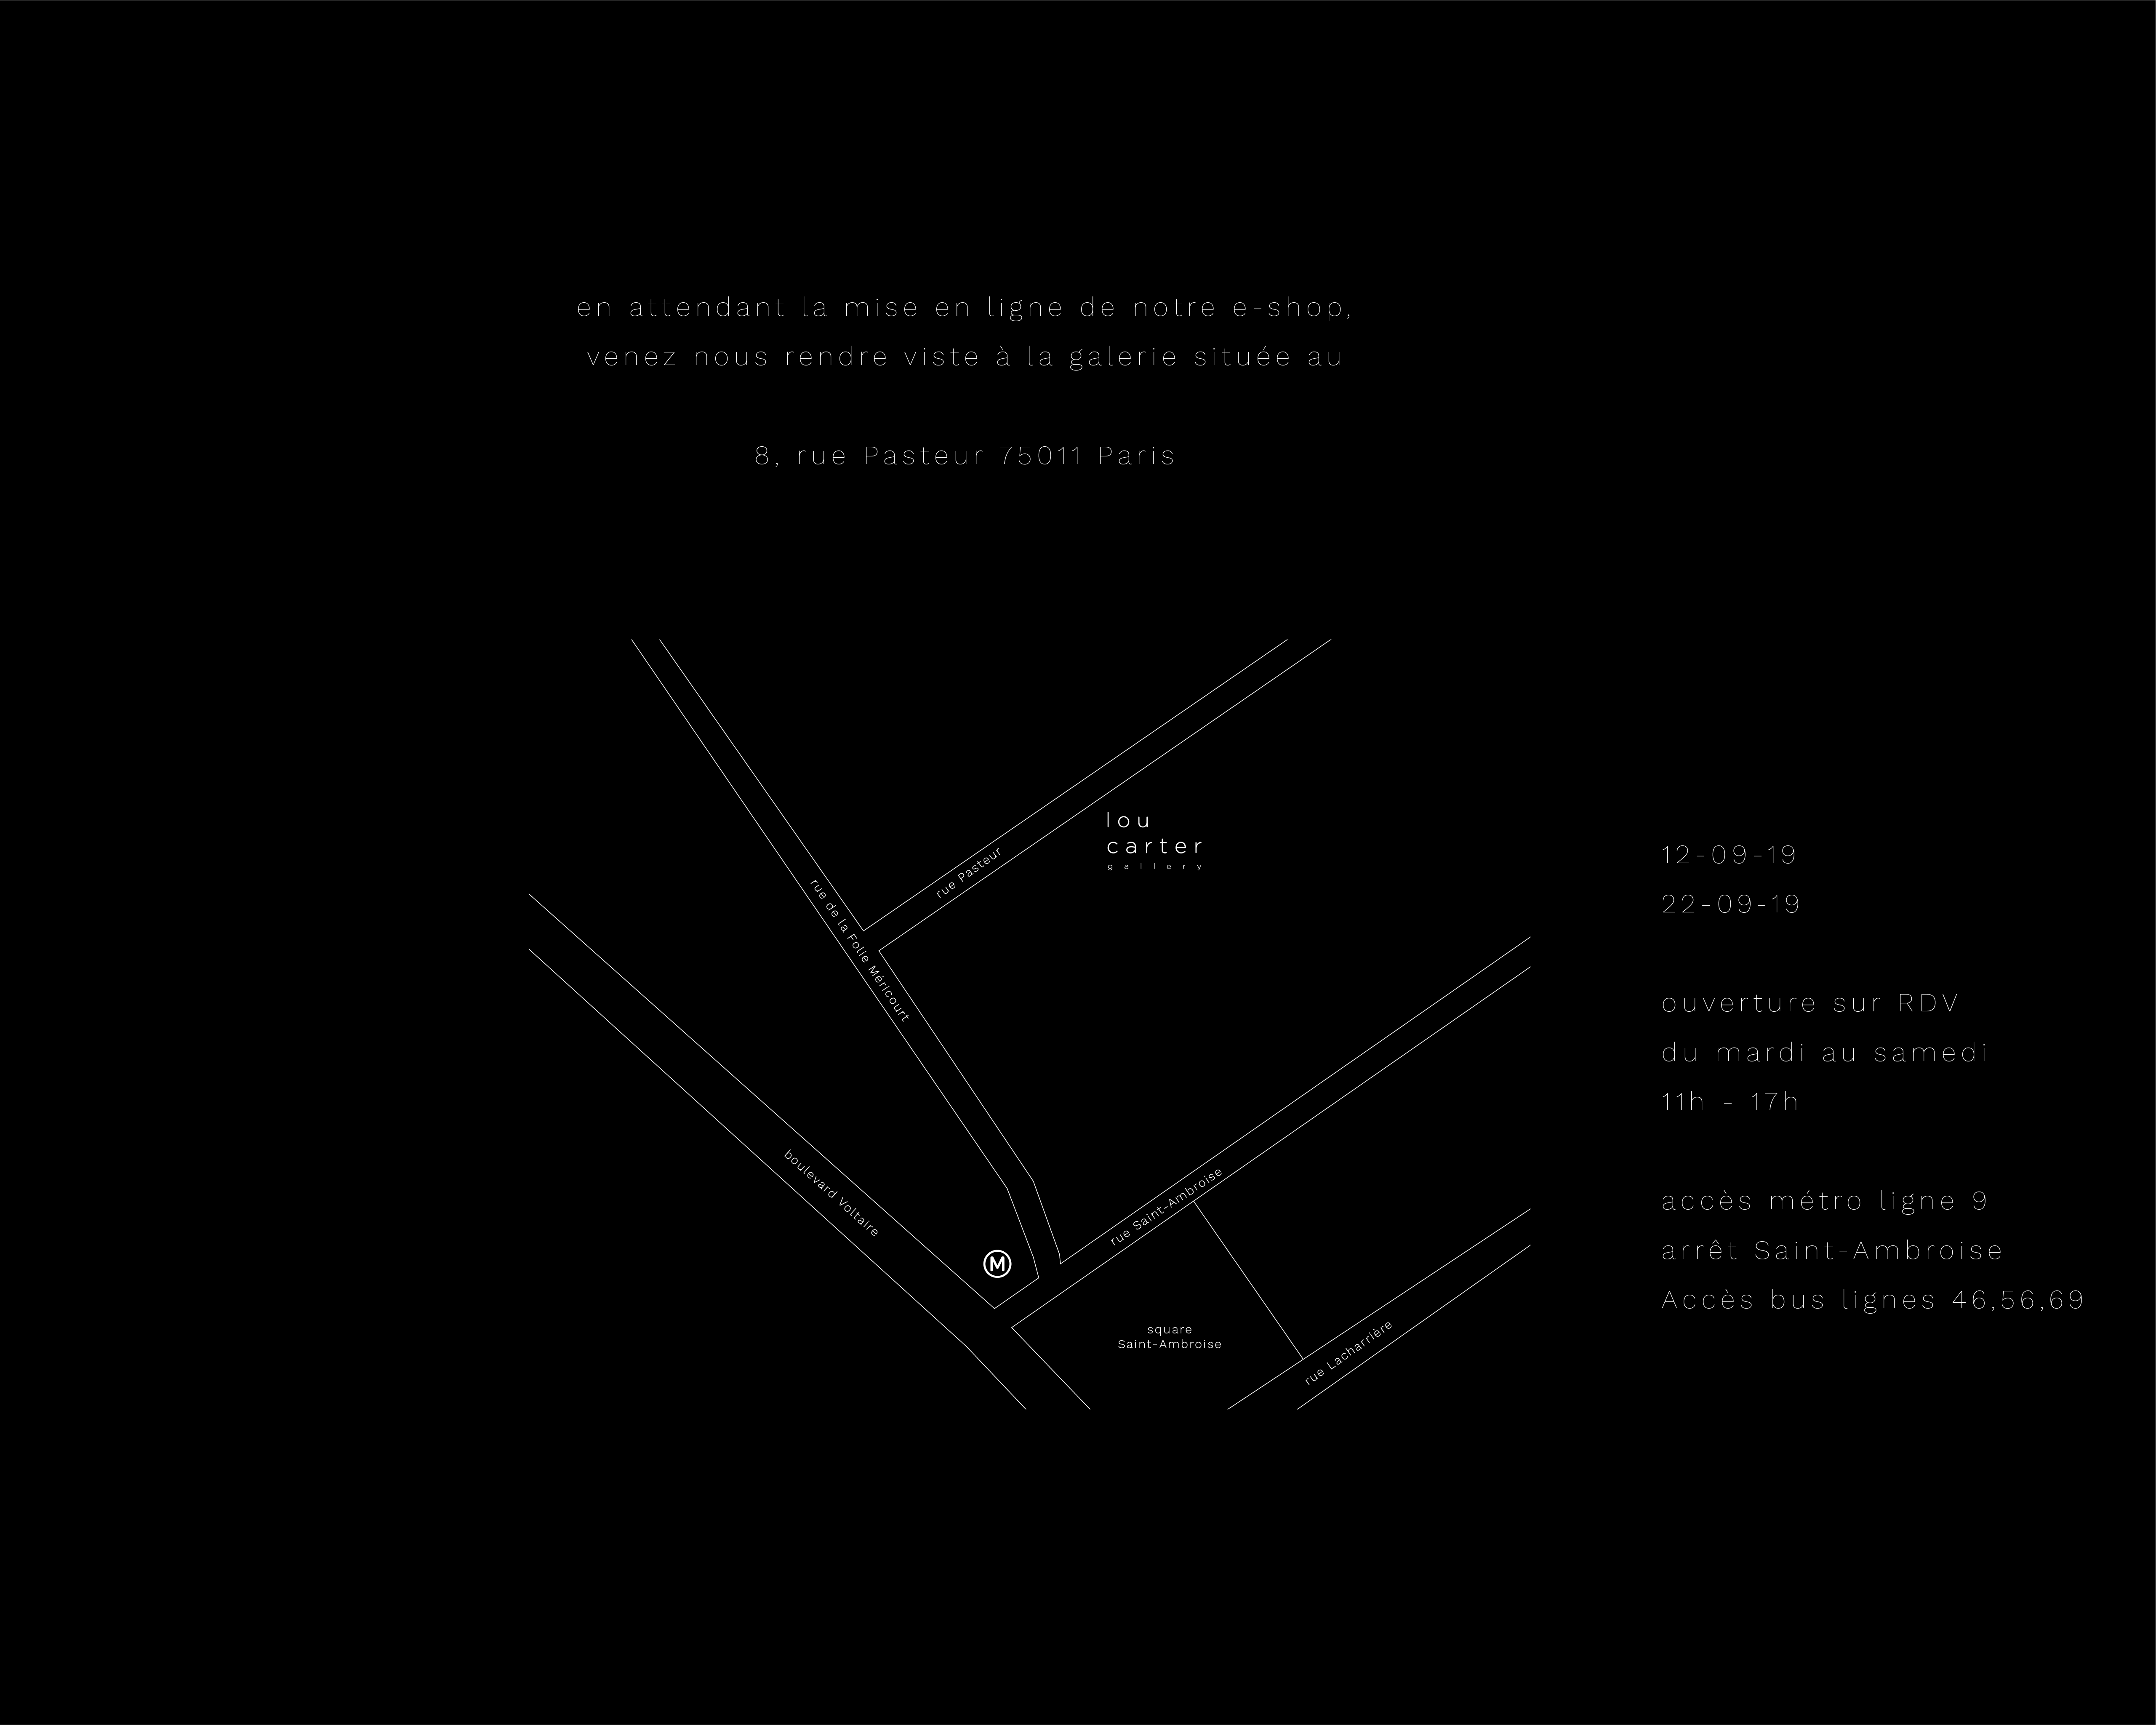 en attendant la mise en ligne de notre e-shop,
venez nous rendre viste à la galerie située au
8, rue Pasteur 75011 Paris
lou
carter
gallery
rue Pasteur
rue de la Folie Méricourt
boulevard Voltaire
M
rue Saint-Ambroise
square
Saint-Ambroise
rue Lacharrière
12-09-19
22-09-19
ouverture sur RDV
du mardi au samedi
11h - 17h
accès métro ligne 9
arrêt Saint-Ambroise
Accès bus lignes 46,56,69